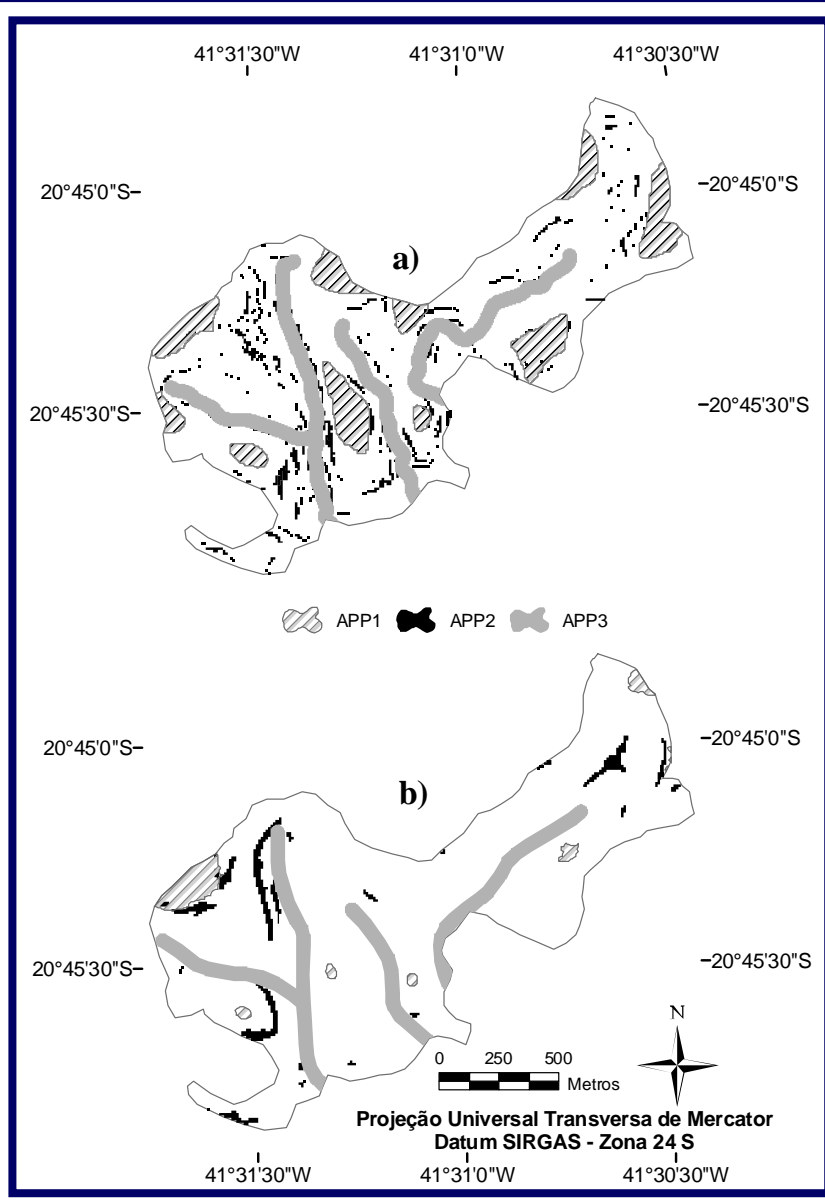 41°31'30"W 41°31'0"W 41°30'30"W
20°45'0"S
20°45'0"S
a)
20°45'30"S
20°45'30"S
APP1 APP2 APP3
20°45'0"S
20°45'0"S
b)
20°45'30"S
20°45'30"S
N
0 250 500
Metros
Projeção Universal Transversa de Mercator
Datum SIRGAS - Zona 24 S
41°31'30"W 41°31'0"W 41°30'30"W